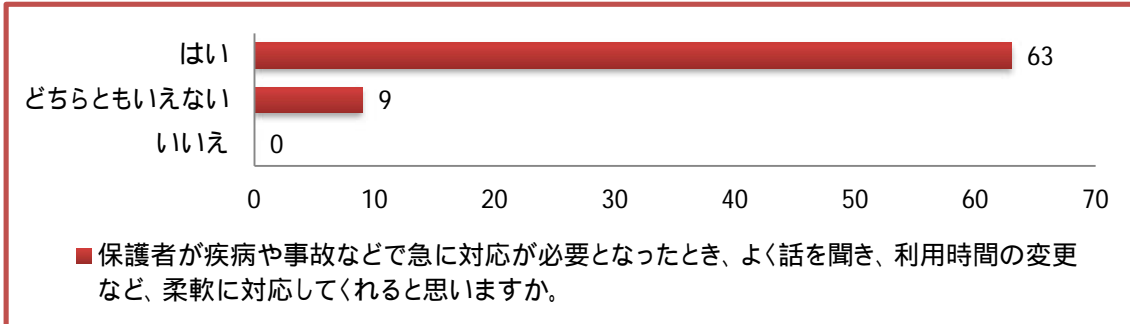 はい 63
どちらともいえない 9
いいえ 0
0 10 20 30 40 50 60 70
保護者が疾病や事故などで急に対応が必要となったとき、よく話を聞き、利用時間の変更
など、柔軟に対応してくれると思いますか。